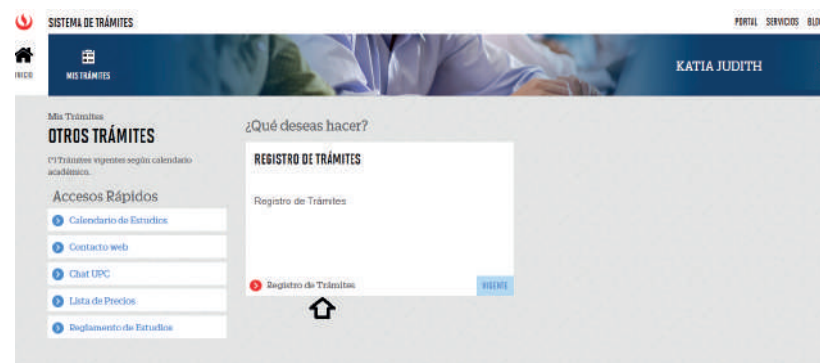 SISTEMA DE TRÁMITES
PORTAL SERVICIOS
INICIO
MIS TRÁMITES
KATIA JUDITH
Mis Trámites
OTROS TRÁMITES
(*) Trámites vigentes según calendario
académico.
Accesos Rápidos
Calendario de Estudios
Contacto web
Chat UPC
Lista de Precios
Reglamento de Estudios
¿Qué deseas hacer?
REGISTRO DE TRÁMITES
Registro de Trámites
Registro de Trámites
VIGENTE